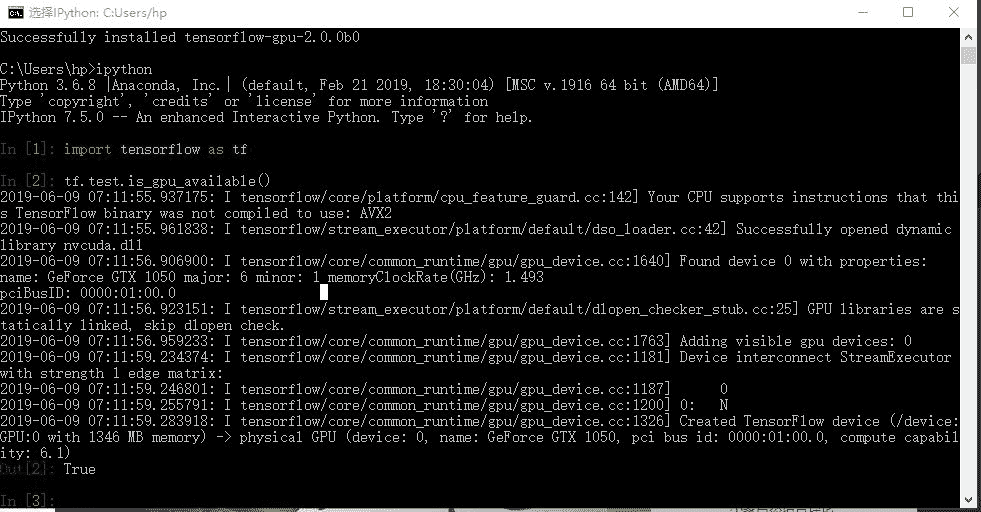 选择IPython: C:Users/hp
Successfully installed tensorflow-gpu-2.0.0b0
C:\Users\hp>ipython
Python 3.6.8 |Anaconda, Inc.| (default, Feb 21 2019, 18:30:04) [MSC v.1916 64 bit (AMD64)]
Type 'copyright', 'credits' or 'license' for more information
IPython 7.5.0 -- An enhanced Interactive Python. Type '?' for help.
In [1]: import tensorflow as tf
In [2]: tf.test.is_gpu_available()
2019-06-09 07:11:55.937175: I tensorflow/core/platform/cpu_feature_guard.cc:142] Your CPU supports instructions that thi
s TensorFlow binary was not compiled to use: AVX2
2019-06-09 07:11:55.961838: I tensorflow/stream_executor/platform/default/dso_loader.cc:42] Successfully opened dynamic
library nvcuda.dll
2019-06-09 07:11:56.906900: I tensorflow/core/common_runtime/gpu/gpu_device.cc:1640] Found device 0 with properties:
name: GeForce GTX 1050 major: 6 minor: 1 memoryClockRate(GHz): 1.493
pciBusID: 0000:01:00.0
2019-06-09 07:11:56.923151: I tensorflow/stream_executor/platform/default/dlopen_checker_stub.cc:25] GPU libraries are s
tatically linked, skip dlopen check.
2019-06-09 07:11:56.959233: I tensorflow/core/common_runtime/gpu/gpu_device.cc:1763] Adding visible gpu devices: 0
2019-06-09 07:11:59.234374: I tensorflow/core/common_runtime/gpu/gpu_device.cc:1181] Device interconnect StreamExecutor
with strength 1 edge matrix:
2019-06-09 07:11:59.246801: I tensorflow/core/common_runtime/gpu/gpu_device.cc:1187]      0
2019-06-09 07:11:59.255791: I tensorflow/core/common_runtime/gpu/gpu_device.cc:1200] 0:   N
2019-06-09 07:11:59.283918: I tensorflow/core/common_runtime/gpu/gpu_device.cc:1326] Created TensorFlow device (/device:
GPU:0 with 1346 MB memory) -> physical GPU (device: 0, name: GeForce GTX 1050, pci bus id: 0000:01:00.0, compute capabil
ity: 6.1)
Out[2]: True
In [3]: